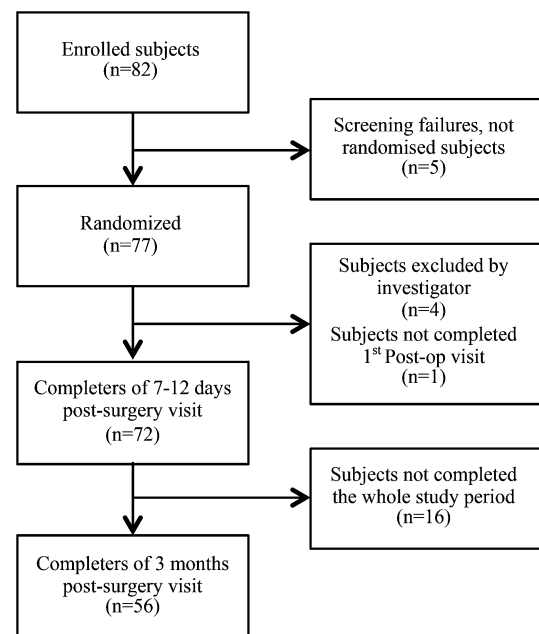 Enrolled subjects
(n=82)
Screening failures, not
randomised subjects
(n=5)
Randomized
(n=77)
Subjects excluded by
investigator
(n=4)
Subjects not completed
1st Post-op visit
(n=1)
Completers of 7-12 days
post-surgery visit
(n=72)
Subjects not completed
the whole study period
(n=16)
Completers of 3 months
post-surgery visit
(n=56)